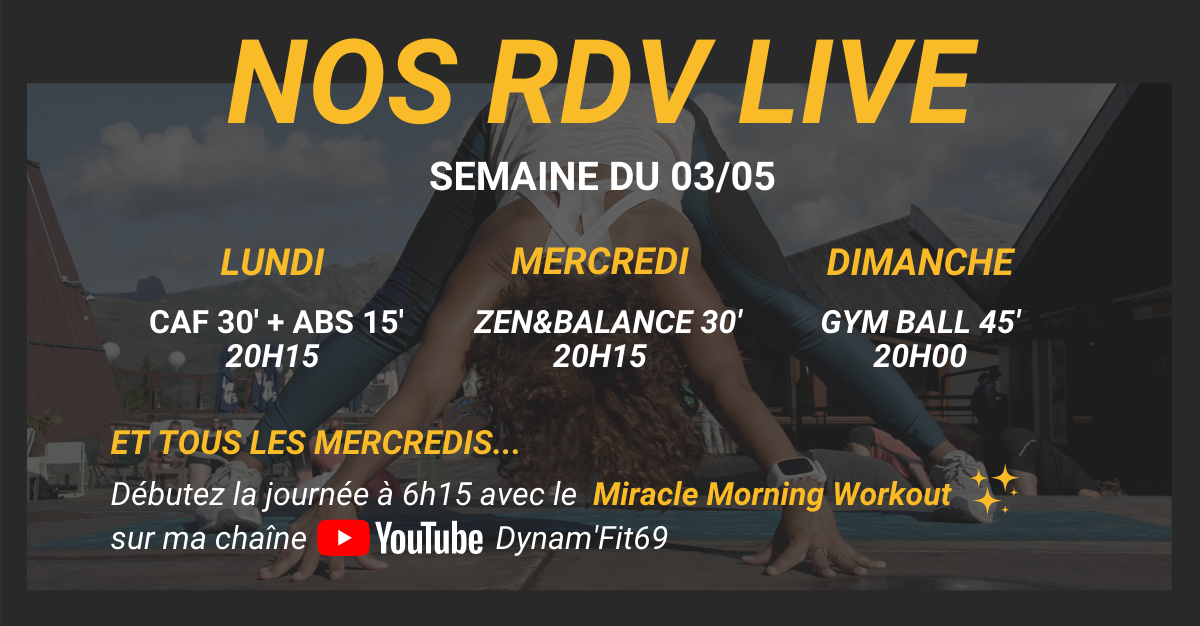 NOS RDV LIVE
SEMAINE DU 03/05
LUNDI
CAF 30' + ABS 15'
20H15
MERCREDI
ZEN&BALANCE 30'
20H15
DIMANCHE
GYM BALL 45'
20H00
ET TOUS LES MERCREDIS...
Débutez la journée à 6h15 avec le Miracle Morning Workout
sur ma chaîne YouTube Dynam'Fit69